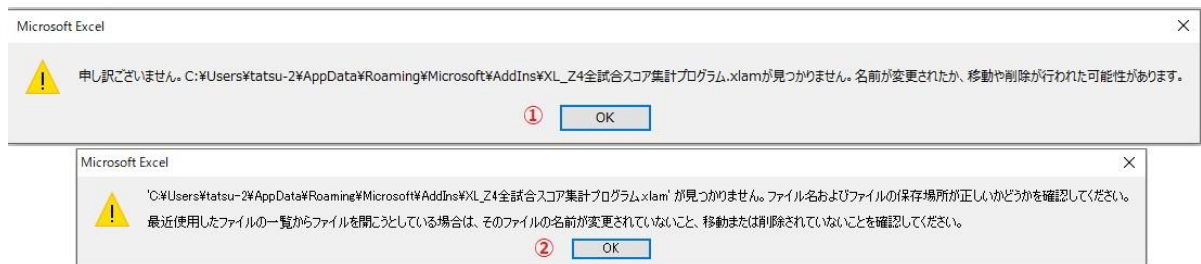 Microsoft Excel
申し訳ございません。C:¥Users¥tatsu-2¥AppData¥Roaming¥Microsoft¥AddIns¥XL_Z4全試合スコア集計プログラム.xlamが見つかりません。名前が変更されたか、移動や削除が行われた可能性があります。
① OK
Microsoft Excel
'C:¥Users¥tatsu-2¥AppData¥Roaming¥Microsoft¥AddIns¥XL_Z4全試合スコア集計プログラム.xlam' が見つかりません。ファイル名およびファイルの保存場所が正しいかどうかを確認してください。
最近使用したファイルの一覧からファイルを開こうとしている場合は、そのファイルの名前が変更されていないこと、移動または削除されていないことを確認してください。
② OK